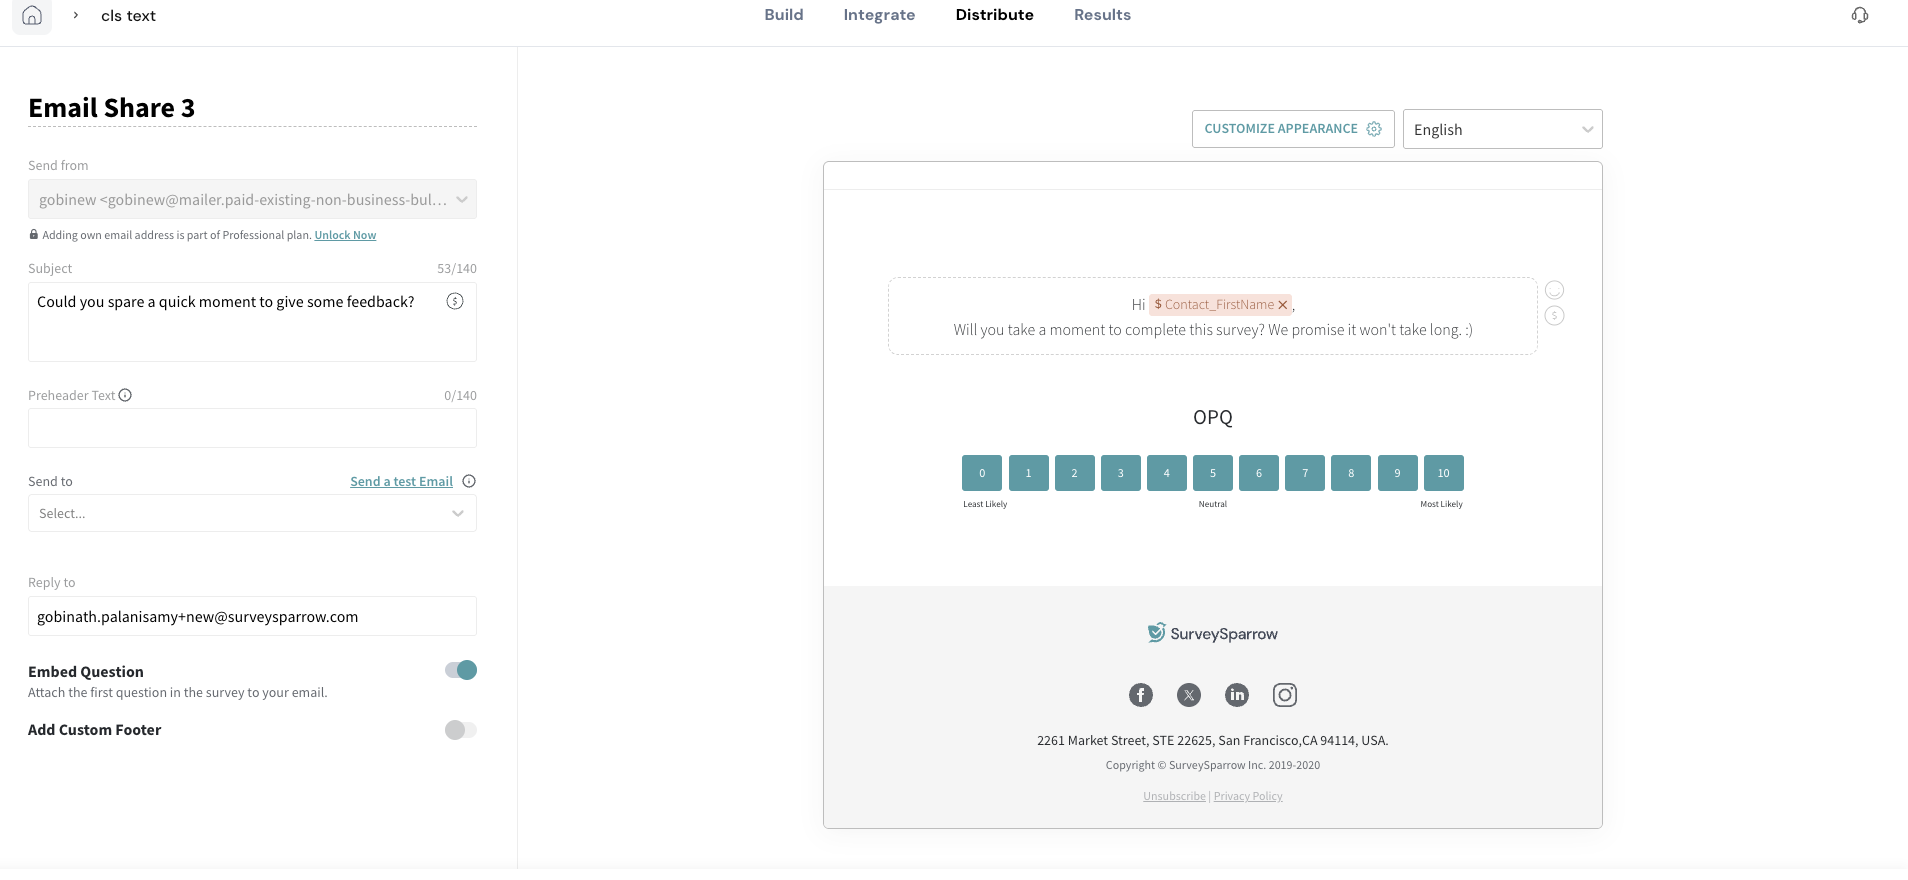 cls text
Build
Integrate
Distribute
Results
Email Share 3
Send from
gobinew <gobinew@mailer.paid-existing-non-business-bul...
Adding own email address is part of Professional plan. Unlock Now
Subject
53/140
Could you spare a quick moment to give some feedback?
Preheader Text
0/140
Send to
Send a test Email
Select...
Reply to
gobinath.palanisamy+new@surveysparrow.com
Embed Question
Attach the first question in the survey to your email.
Add Custom Footer
CUSTOMIZE APPEARANCE
English
Hi $ Contact_FirstName ×,
Will you take a moment to complete this survey? We promise it won't take long. :)
OPQ
0 1 2 3 4 5 6 7 8 9 10
Least Likely
Neutral
Most Likely
SurveySparrow
2261 Market Street, STE 22625, San Francisco,CA 94114, USA.
Copyright © SurveySparrow Inc. 2019-2020
Unsubscribe | Privacy Policy